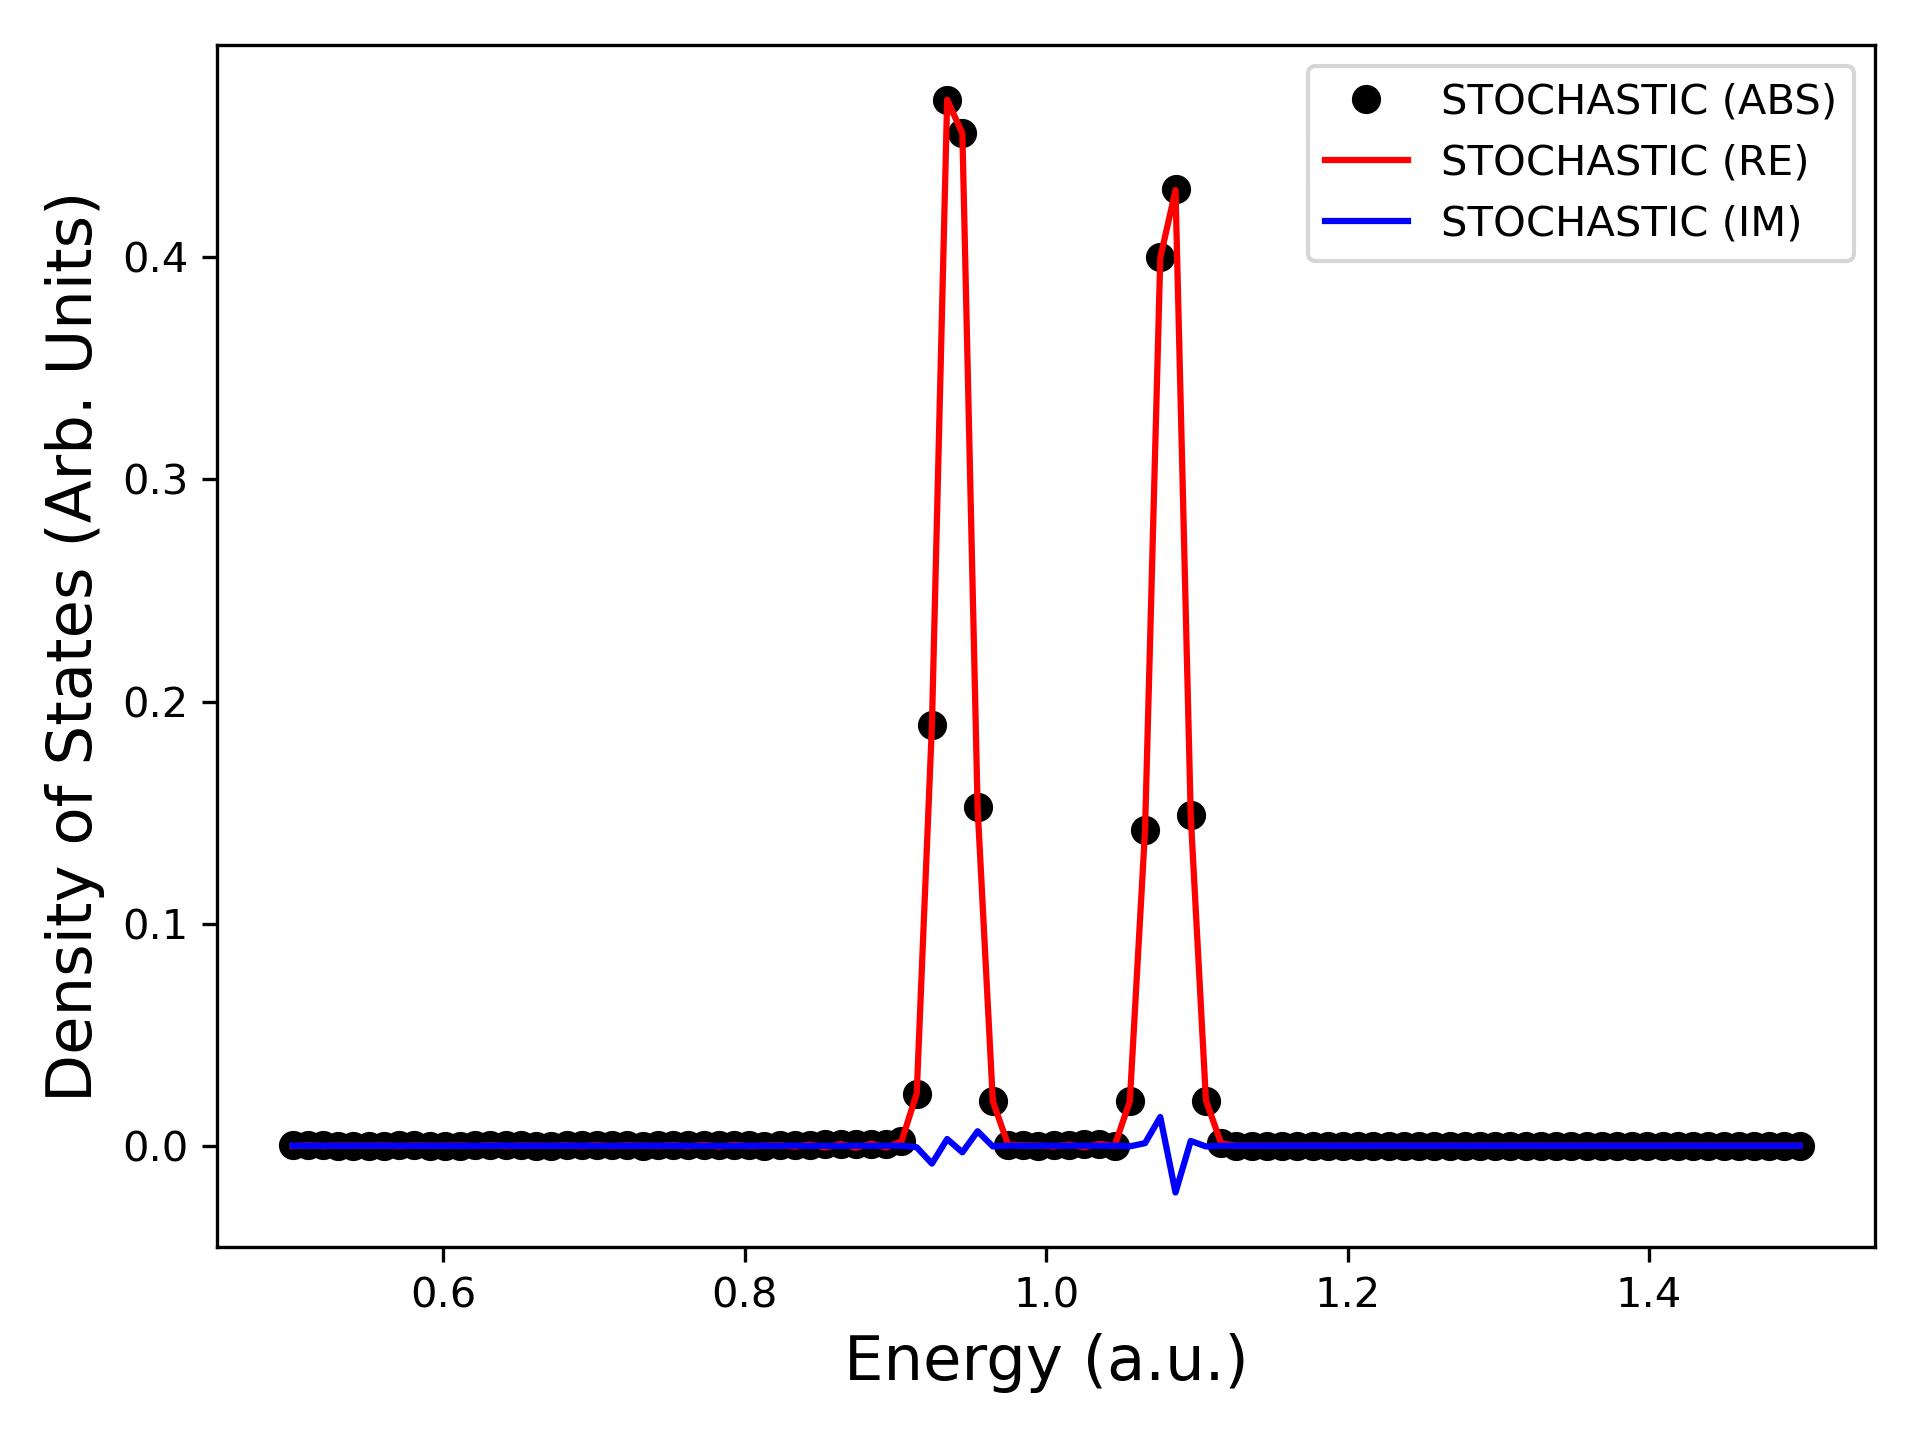 STOCHASTIC (ABS)
STOCHASTIC (RE)
STOCHASTIC (IM)
Density of States (Arb. Units)
0.4
0.3
0.2
0.1
0.0
0.6 0.8 1.0 1.2 1.4
Energy (a.u.)